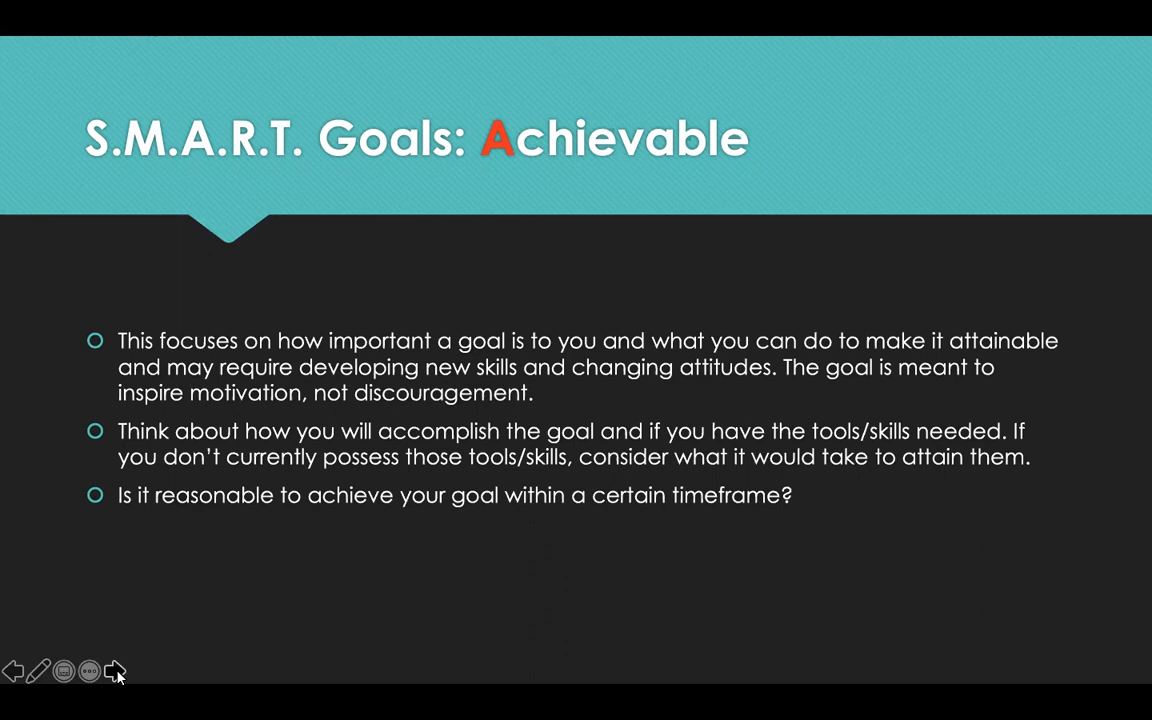 S.M.A.R.T. Goals: Achievable
This focuses on how important a goal is to you and what you can do to make it attainable
and may require developing new skills and changing attitudes. The goal is meant to
inspire motivation, not discouragement.
Think about how you will accomplish the goal and if you have the tools/skills needed. If
you don’t currently possess those tools/skills, consider what it would take to attain them.
Is it reasonable to achieve your goal within a certain timeframe?